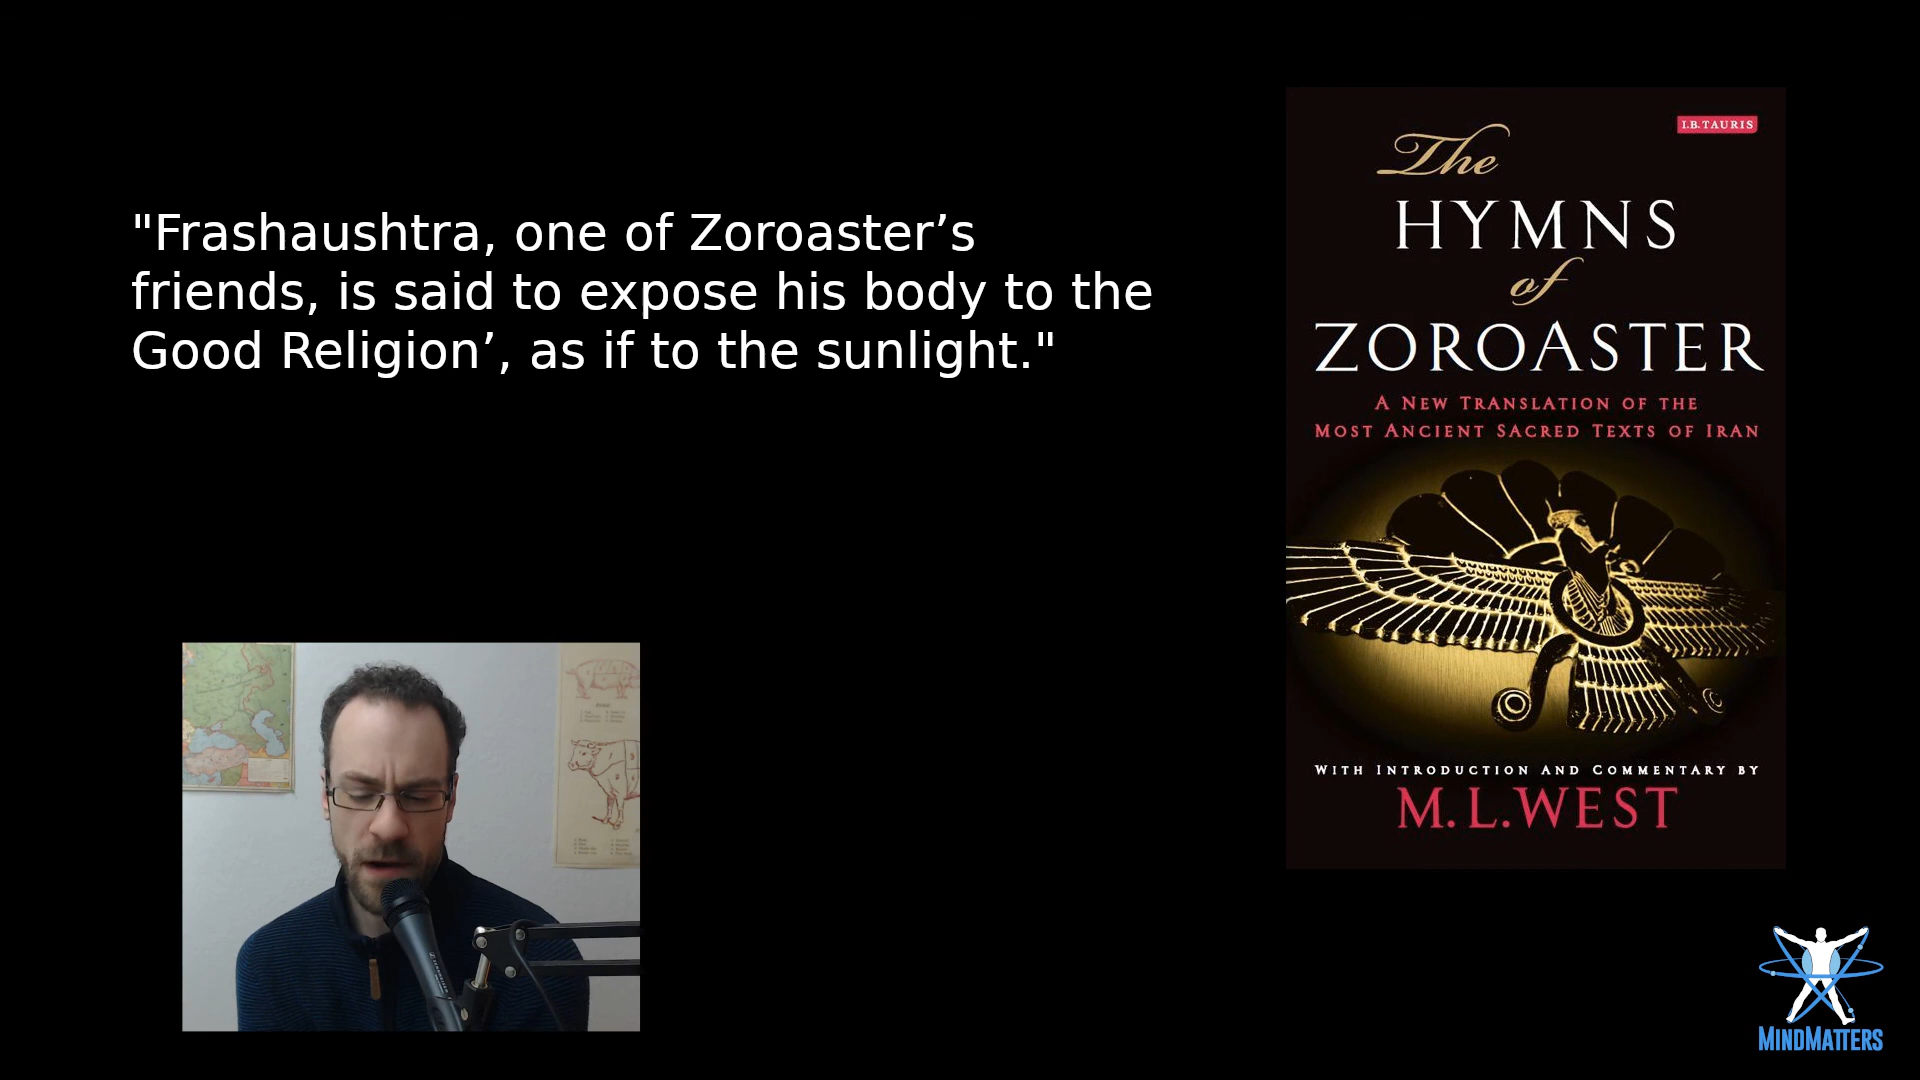 "Frashaushtra, one of Zoroaster’s
friends, is said to expose his body to the
Good Religion’, as if to the sunlight."
I.B.TAURIS
The
HYMNS
of
ZOROASTER
A NEW TRANSLATION OF THE
MOST ANCIENT SACRED TEXTS OF IRAN
WITH INTRODUCTION AND COMMENTARY BY
M.L.WEST
MINDMATTERS